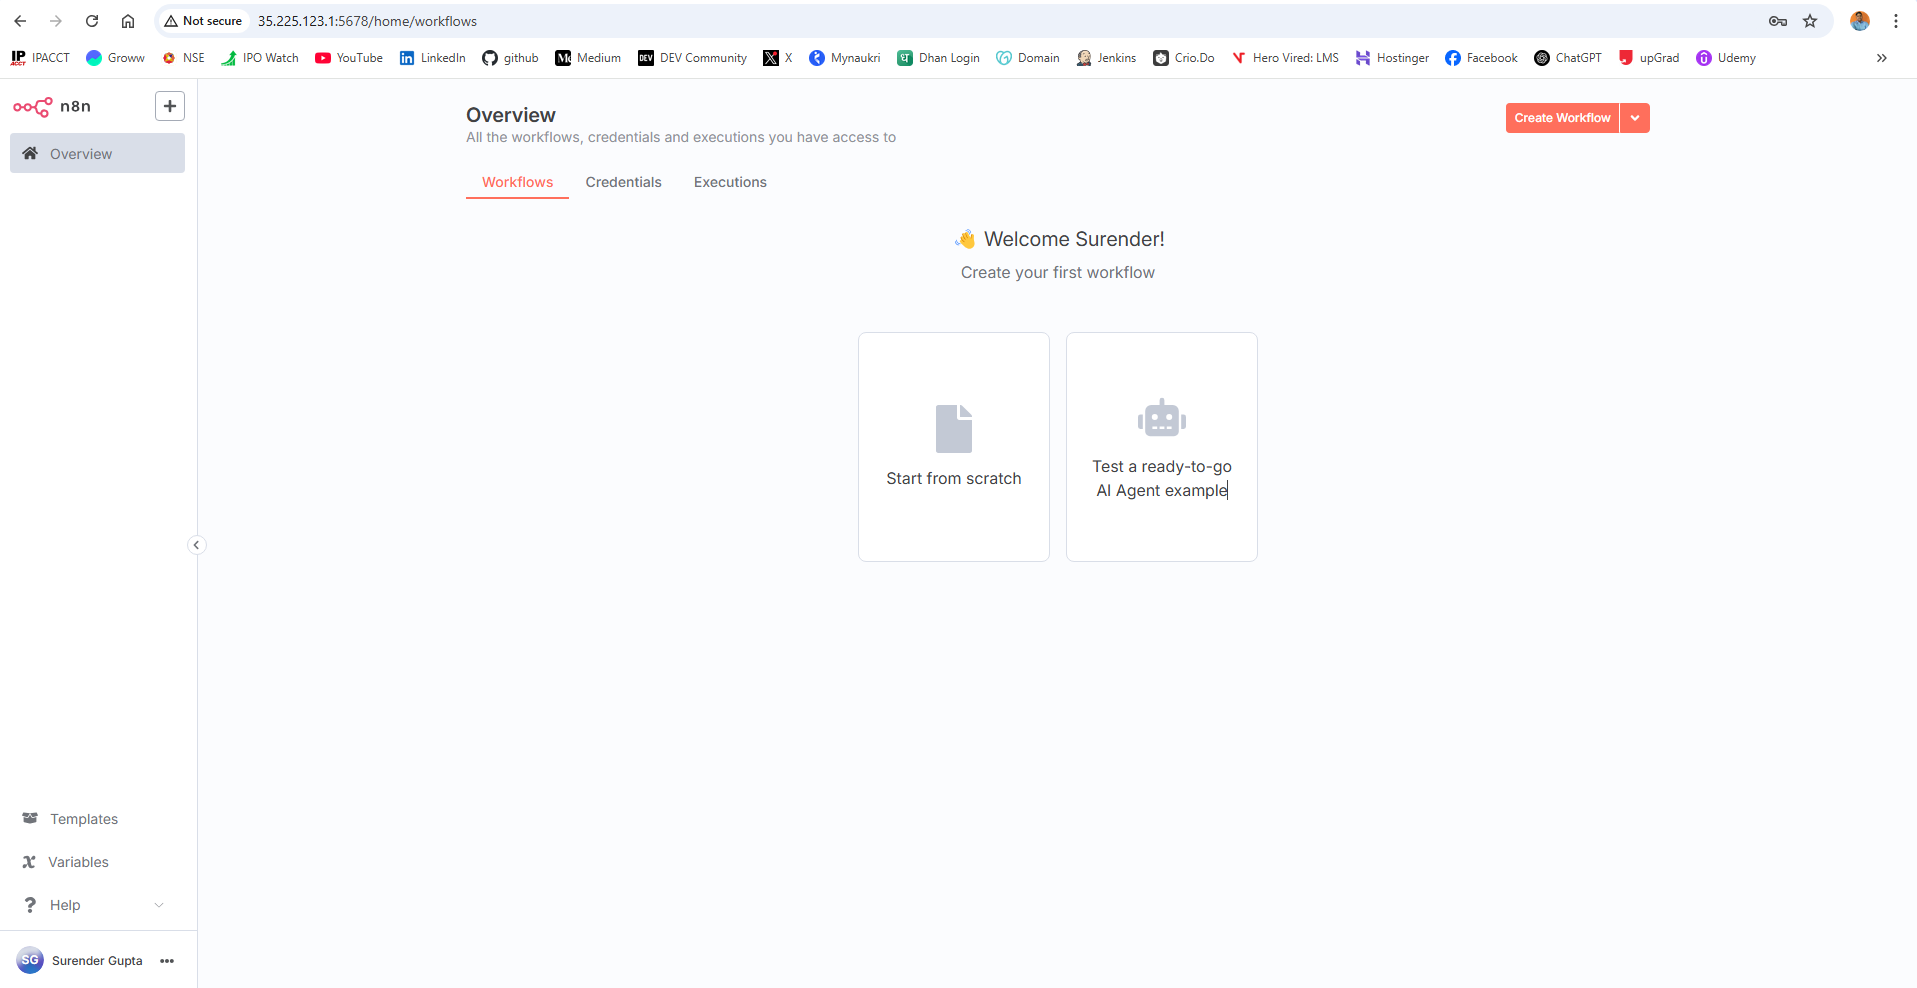 Not secure 35.225.123.1:5678/home/workflows
IPACCT Groww NSE IPO Watch YouTube LinkedIn github Medium DEV Community X Mynaukri Dhan Login Domain Jenkins Crio.Do Hero Vired: LMS Hostinger Facebook ChatGPT upGrad Udemy
n8n
Overview
Overview
All the workflows, credentials and executions you have access to
Create Workflow
Workflows Credentials Executions
👋 Welcome Surender!
Create your first workflow
Start from scratch
Test a ready-to-go
AI Agent example
Templates
Variables
Help
SG Surender Gupta